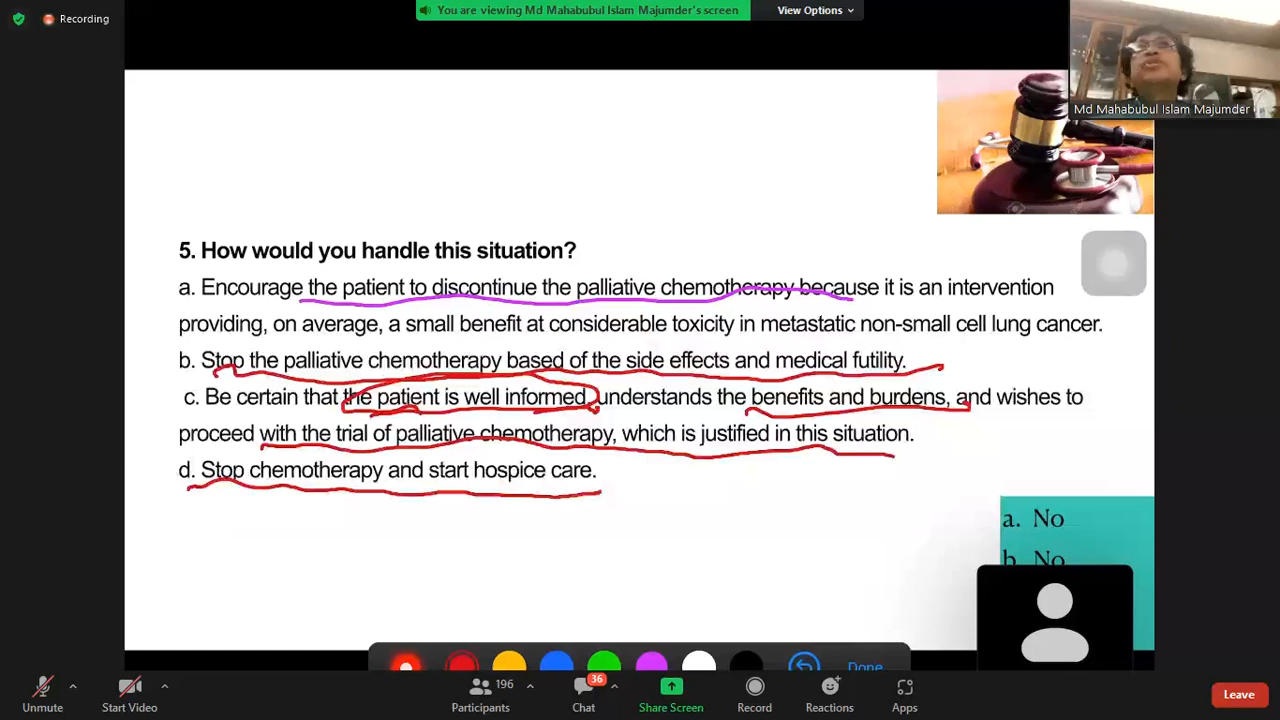 Recording
You are viewing Md Mahabubul Islam Majumder's screen
View Options
Md Mahabubul Islam Majumder
5. How would you handle this situation?
a. Encourage the patient to discontinue the palliative chemotherapy because it is an intervention
providing, on average, a small benefit at considerable toxicity in metastatic non-small cell lung cancer.
b. Stop the palliative chemotherapy based of the side effects and medical futility.
c. Be certain that the patient is well informed, understands the benefits and burdens, and wishes to
proceed with the trial of palliative chemotherapy, which is justified in this situation.
d. Stop chemotherapy and start hospice care.
a. No
b. No
Done
Unmute
Start Video
196
Participants
36
Chat
Share Screen
Record
Reactions
Apps
Leave